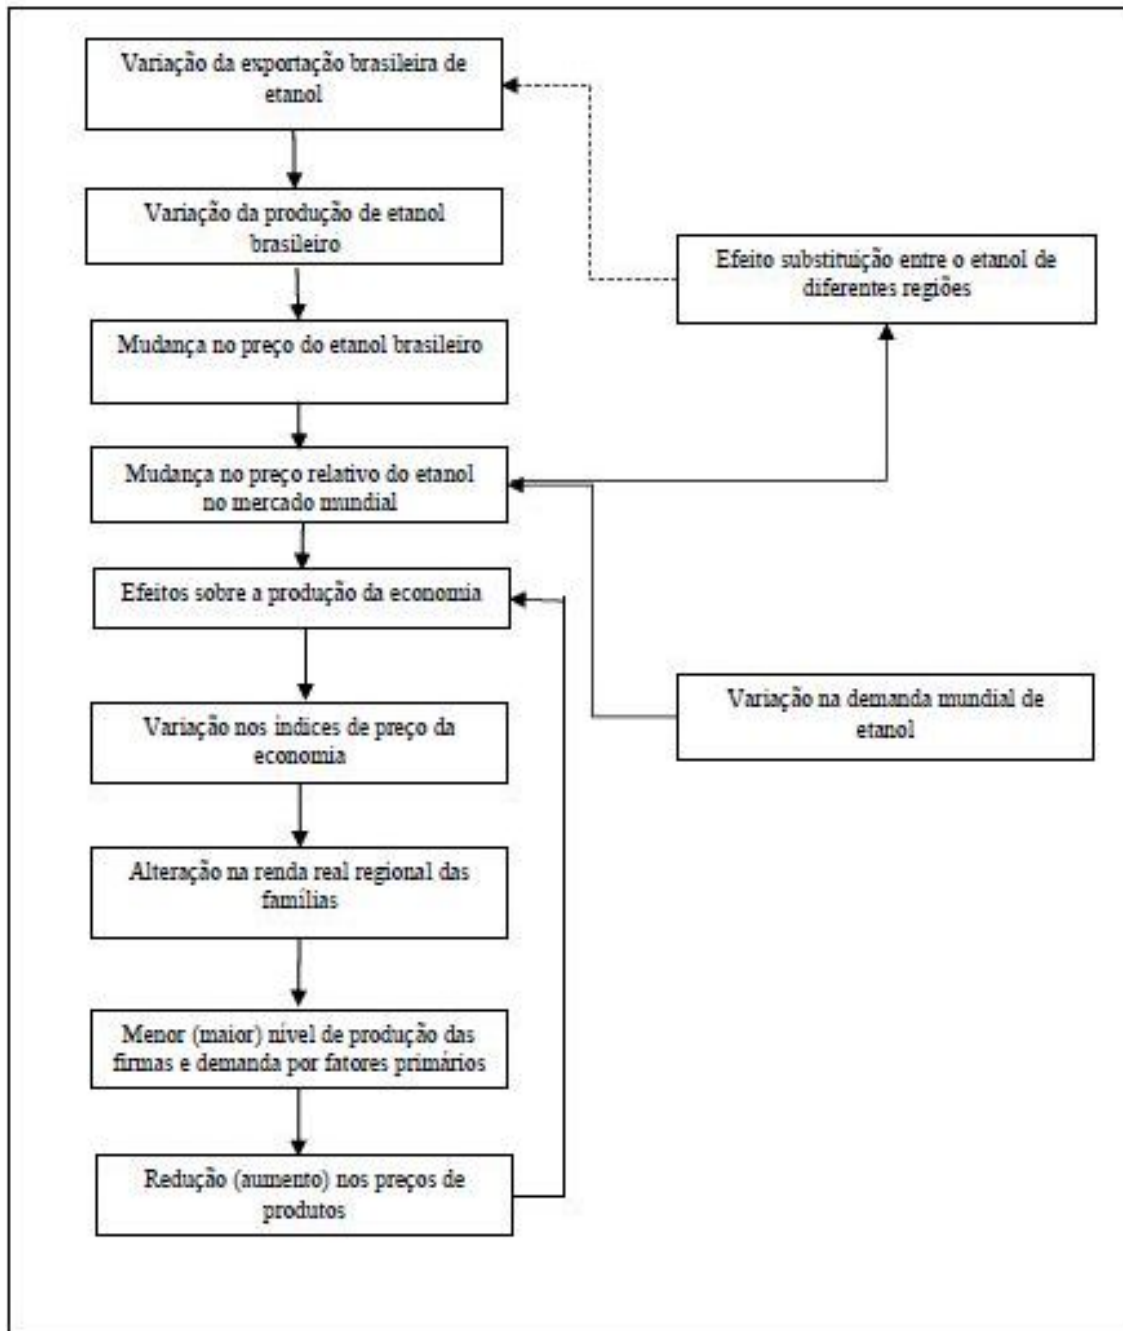 Variação da exportação brasileira de
etanol
Variação da produção de etanol
brasileiro
Efeito substituição entre o etanol de
diferentes regiões
Mudança no preço do etanol brasileiro
Mudança no preço relativo do etanol
no mercado mundial
Efeitos sobre a produção da economia
Variação na demanda mundial de
etanol
Variação nos índices de preço da
economia
Alteração na renda real regional das
famílias
Menor (maior) nível de produção das
firmas e demanda por fatores primários
Redução (aumento) nos preços de
produtos